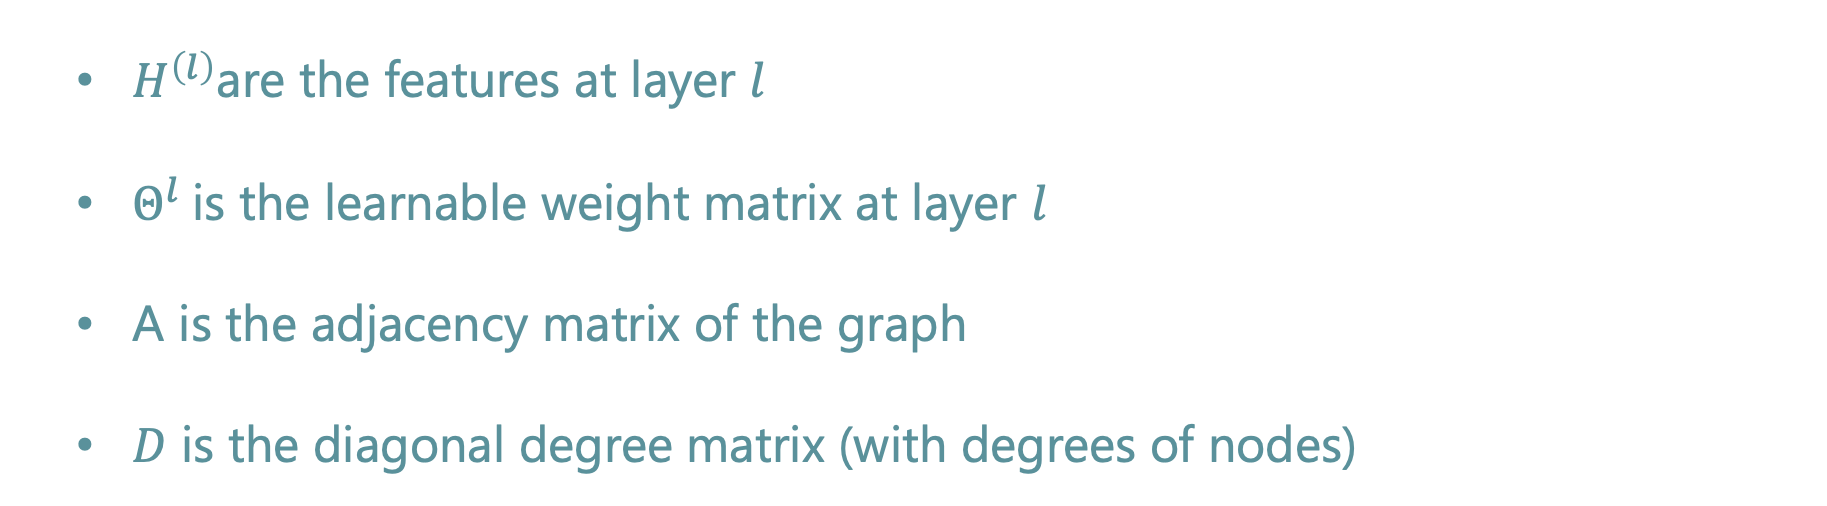 • H⁽ˡ⁾are the features at layer l
• Θˡ is the learnable weight matrix at layer l
• A is the adjacency matrix of the graph
• D is the diagonal degree matrix (with degrees of nodes)